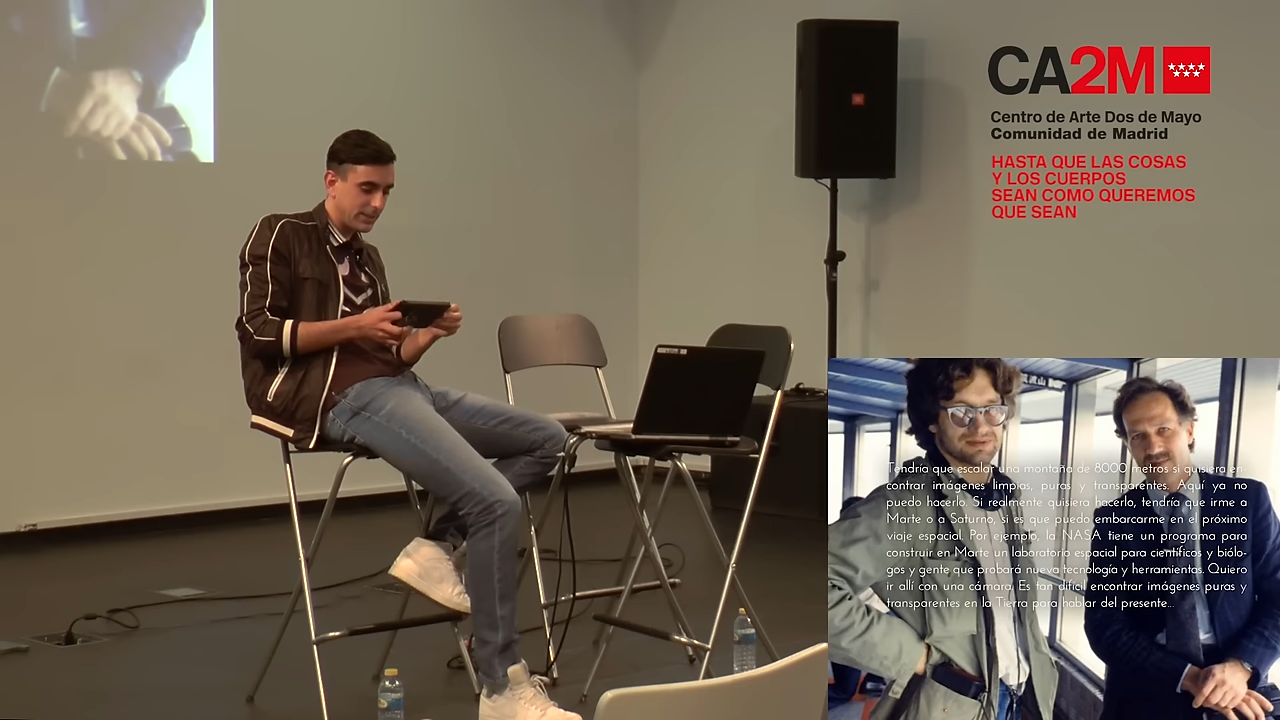 CA2M
Centro de Arte Dos de Mayo
Comunidad de Madrid
HASTA QUE LAS COSAS
Y LOS CUERPOS
SEAN COMO QUEREMOS
QUE SEAN
Tendría que escalar una montaña de 8000 metros si quisiera en-
contrar imágenes limpias, puras y transparentes. Aquí ya no
puedo hacerlo. Si realmente quisiera hacerlo, tendría que irme a
Marte o a Saturno, si es que puedo embarcarme en el próximo
viaje espacial. Por ejemplo, la NASA tiene un programa para
construir en Marte un laboratorio espacial para científicos y biólo-
gos y gente que probará nueva tecnología y herramientas. Quiero
ir allí con una cámara. Es tan difícil encontrar imágenes puras y
transparentes en la Tierra para hablar del presente...